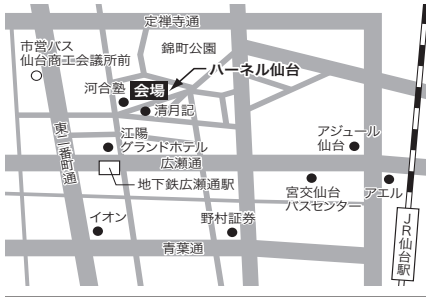 定禅寺通
市営バス
仙台商工会議所前
錦町公園
ハーネル仙台
河合塾
会場
清月記
東二番町通
江陽
グランドホテル
アジュール
仙台
広瀬通
地下鉄広瀬通駅
宮交仙台
バスセンター
アエル
イオン
野村証券
青葉通
JR仙台駅